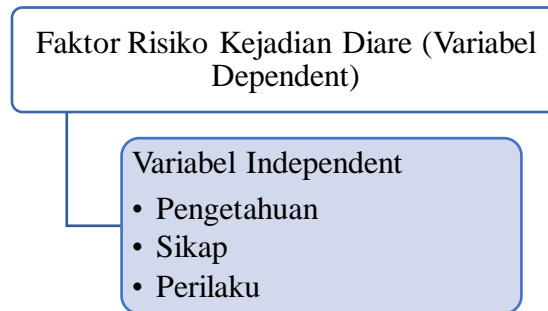 Faktor Risiko Kejadian Diare (Variabel
Dependent)
Variabel Independent
• Pengetahuan
• Sikap
• Perilaku